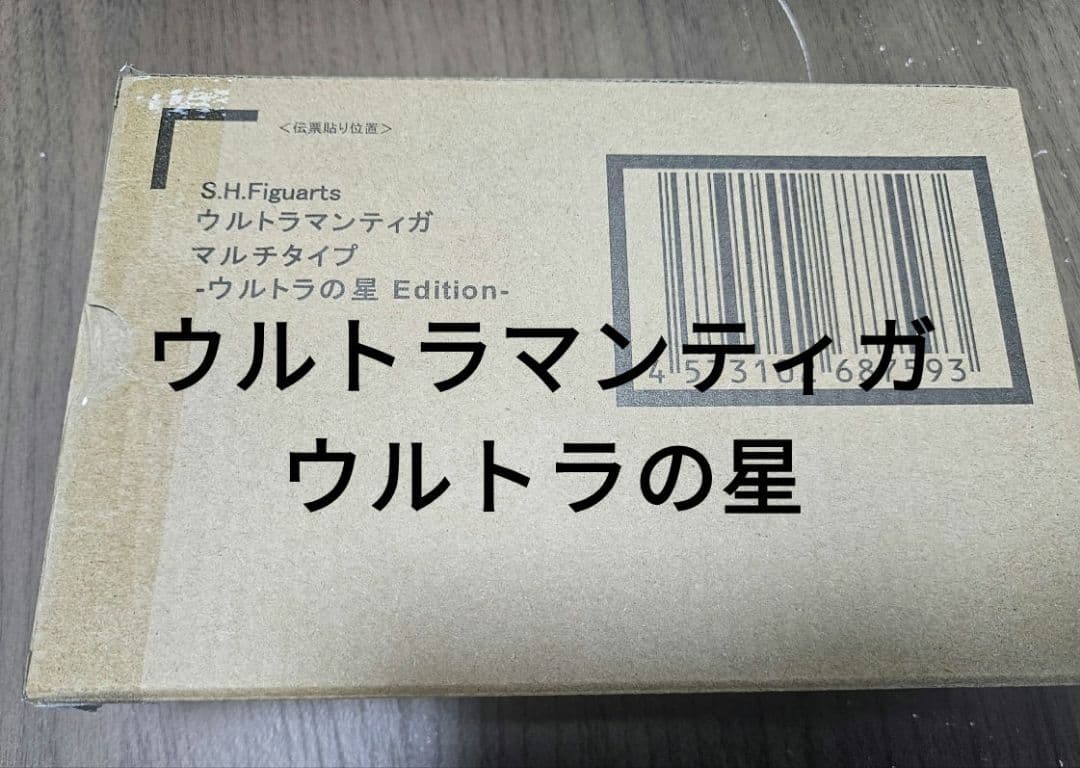 <伝票貼り位置>
S.H.Figuarts
ウルトラマンティガ
マルチタイプ
-ウルトラの星 Edition-
ウルトラマンティガ
ウルトラの星